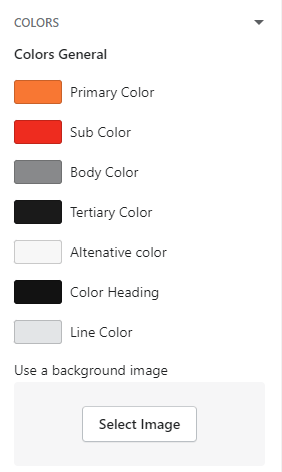 COLORS
Colors General
Primary Color
Sub Color
Body Color
Tertiary Color
Altenative color
Color Heading
Line Color
Use a background image
Select Image